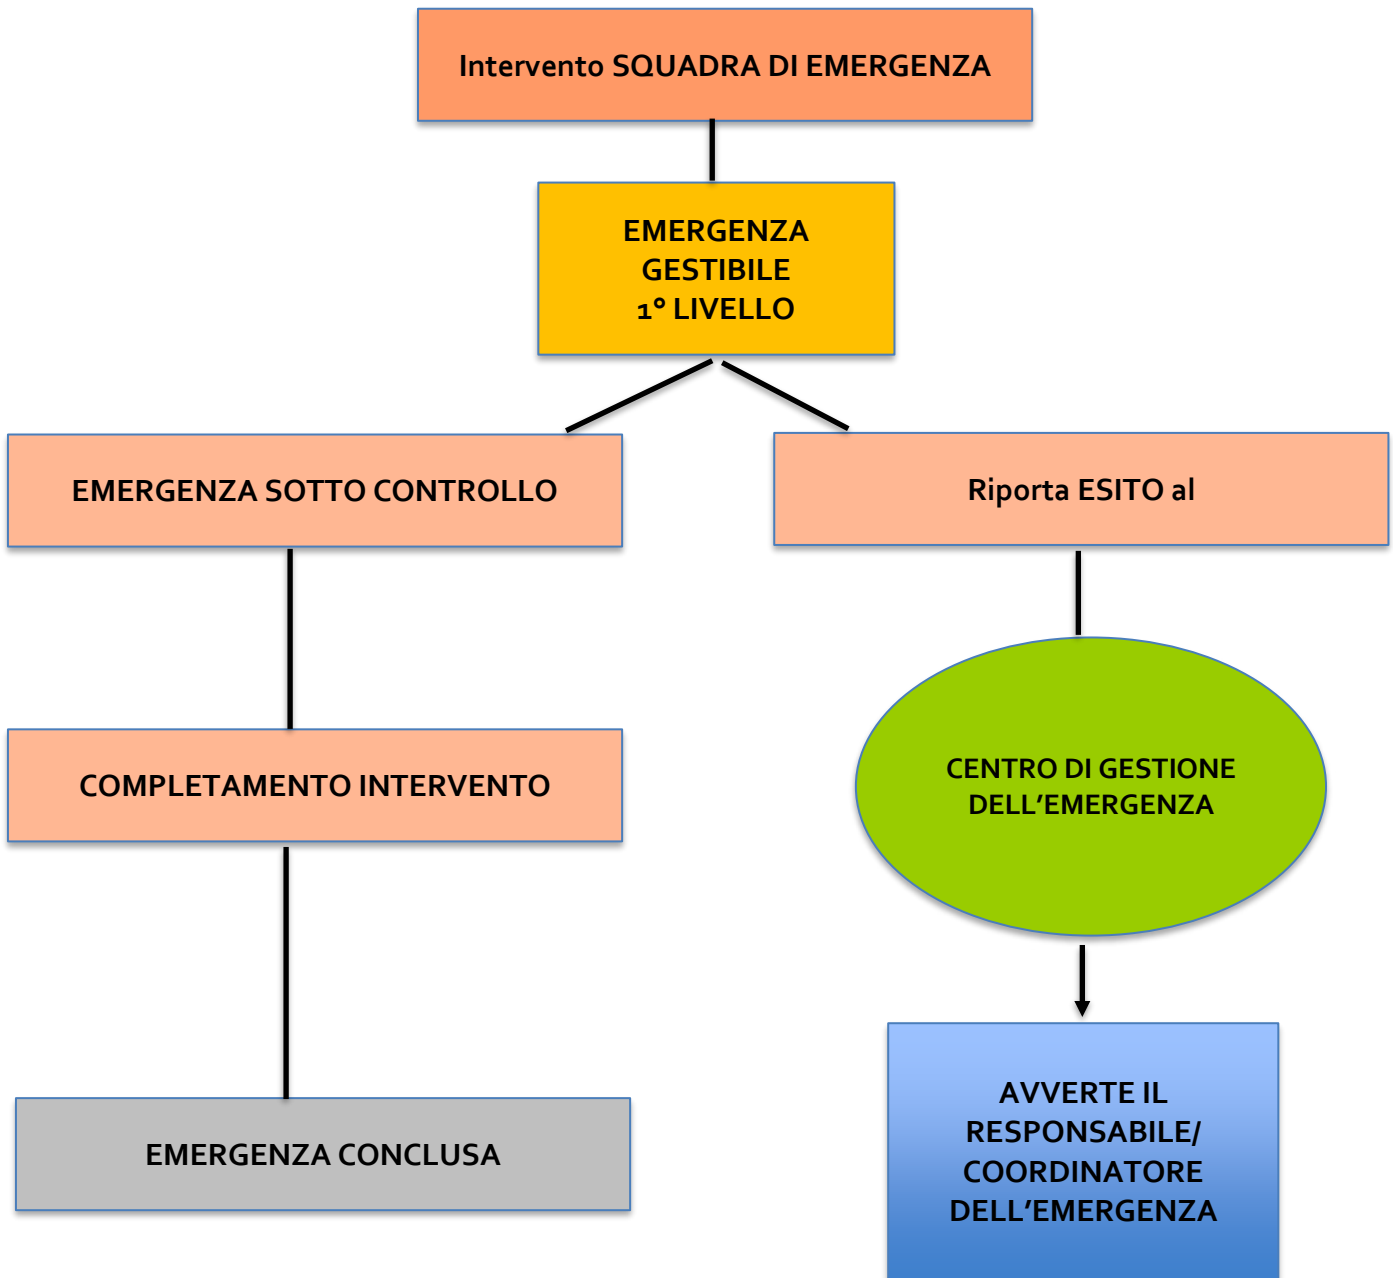 Intervento SQUADRA DI EMERGENZA
EMERGENZA
GESTIBILE
1° LIVELLO
EMERGENZA SOTTO CONTROLLO
Riporta ESITO al
COMPLETAMENTO INTERVENTO
CENTRO DI GESTIONE
DELL’EMERGENZA
EMERGENZA CONCLUSA
AVVERTE IL
RESPONSABILE/
COORDINATORE
DELL’EMERGENZA